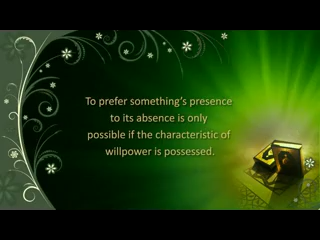 To prefer something’s presence
to its absence is only
possible if the characteristic of
willpower is possessed.